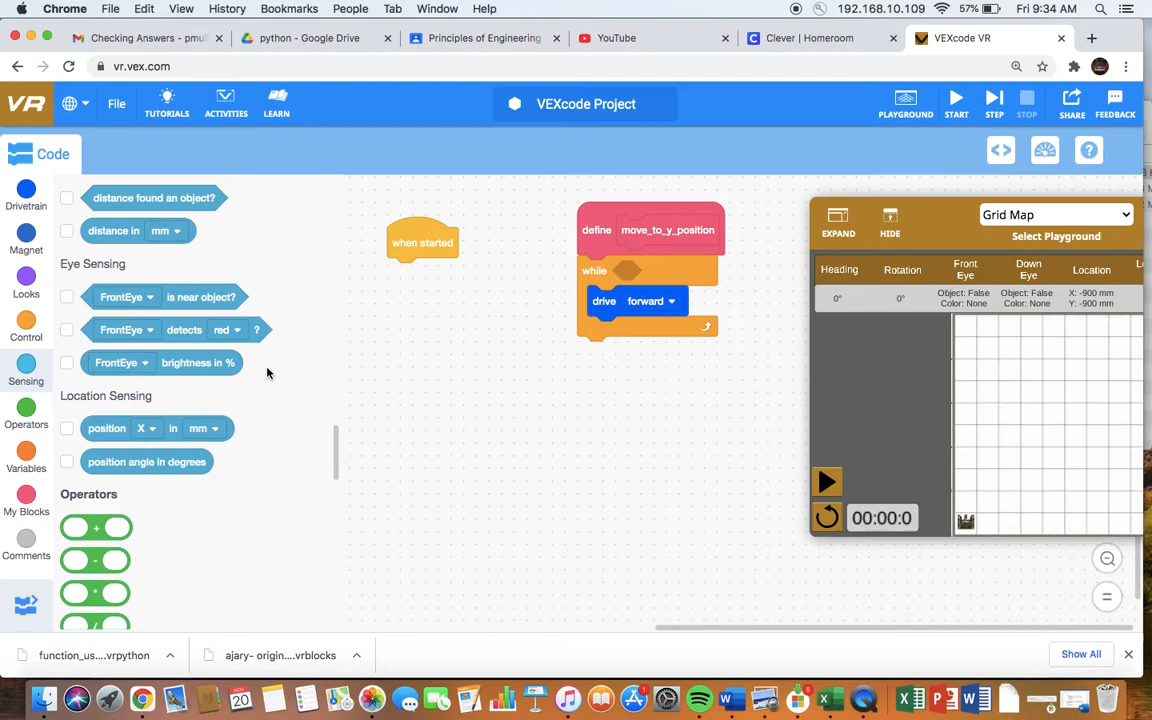 Chrome File Edit View History Bookmarks People Tab Window Help 192.168.10.109 57% Fri 9:34 AM
Checking Answers - pmul × python - Google Drive × Principles of Engineering × YouTube × Clever | Homeroom × VEXcode VR × +
vr.vex.com
VR File TUTORIALS ACTIVITIES LEARN VEXcode Project PLAYGROUND START STEP STOP SHARE FEEDBACK
Code
Drivetrain
Magnet
Looks
Control
Sensing
Operators
Variables
My Blocks
Comments
distance found an object?
distance in mm
Eye Sensing
FrontEye is near object?
FrontEye detects red ?
FrontEye brightness in %
Location Sensing
position X in mm
position angle in degrees
Operators
+
-
*
/
when started
define move_to_y_position
while
drive forward
EXPAND HIDE
Grid Map
Select Playground
Heading Rotation Front Eye Down Eye Location
0° 0° Object: False Color: None Object: False Color: None X: -900 mm Y: -900 mm
00:00:0
function_us....vrpython
ajary- origin....vrblocks
Show All
NOV
20